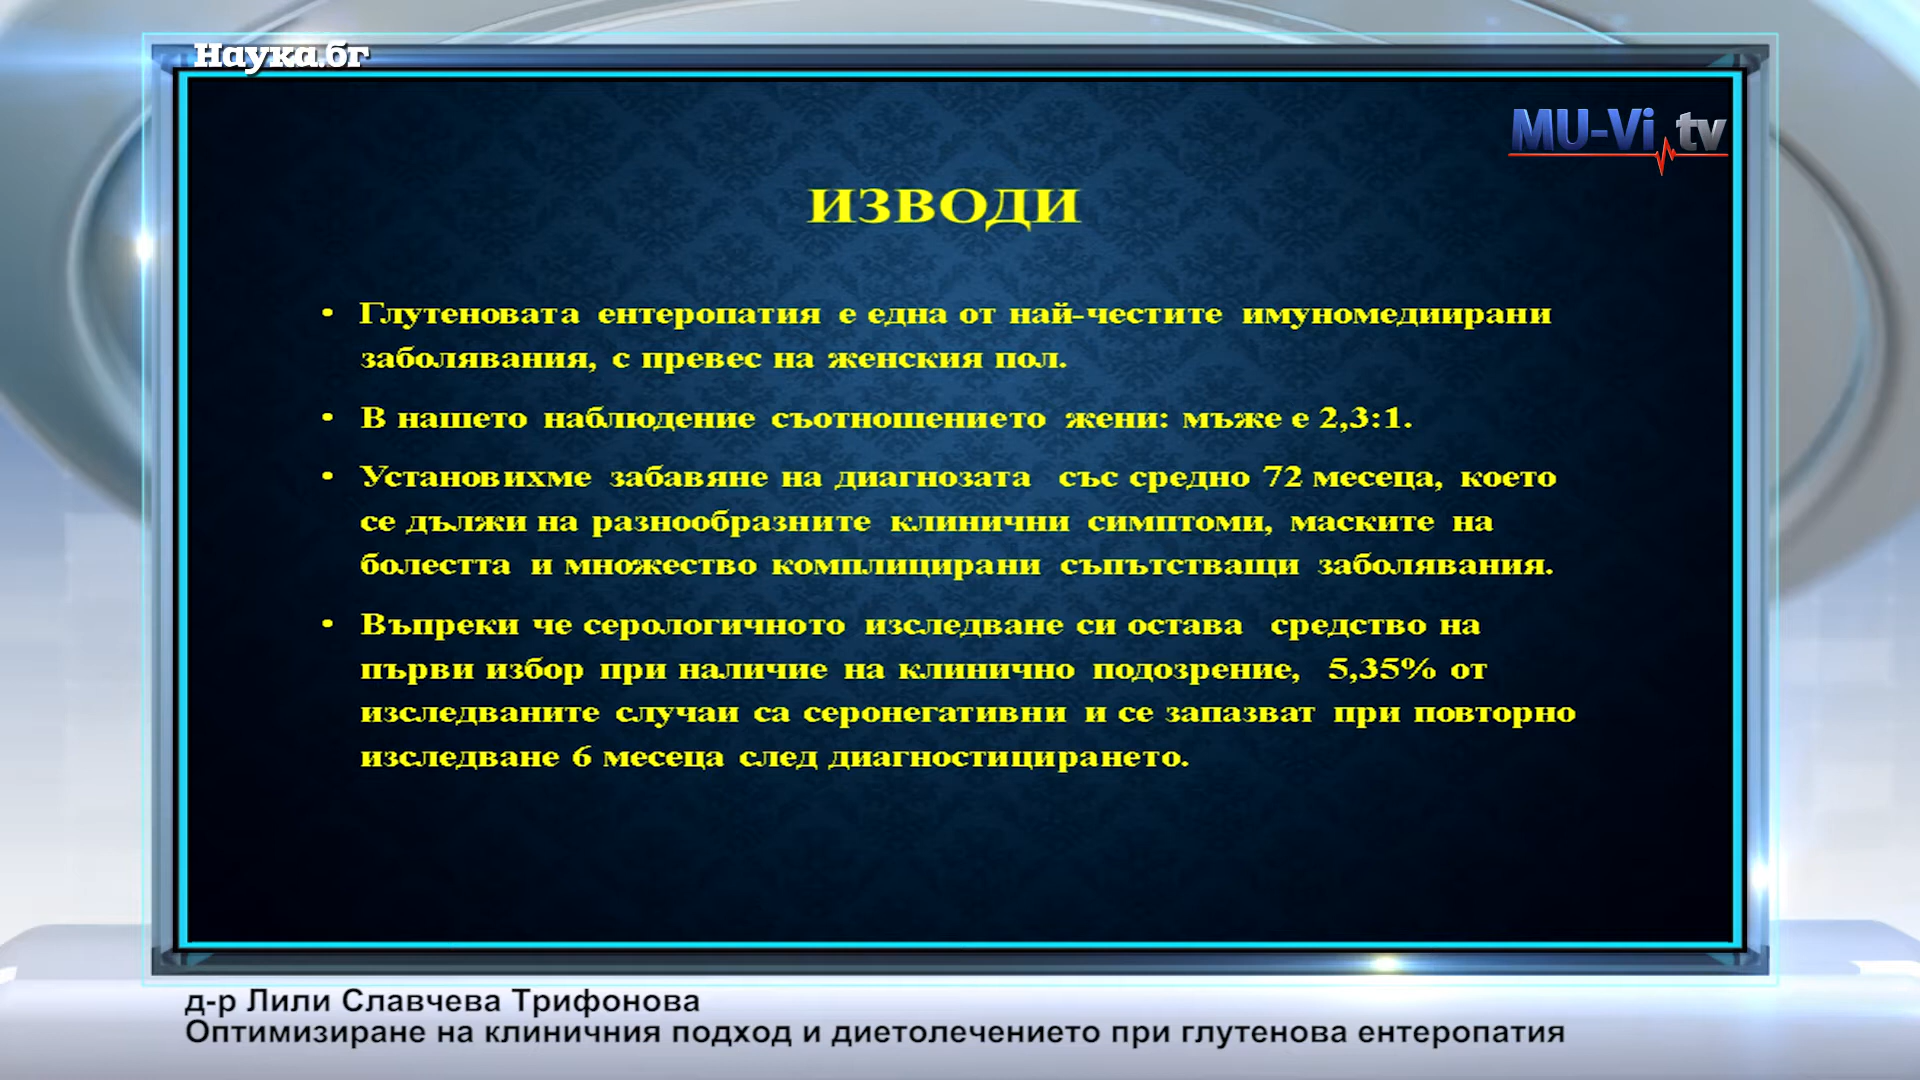 Наука.бг
MU-Vi.tv
ИЗВОДИ
• Глутеновата ентеропатия е една от най-честите имуномедиирани
заболявания, с превес на женския пол.
• В нашето наблюдение съотношението жени: мъже е 2,3:1.
• Установихме забавяне на диагнозата със средно 72 месеца, което
се дължи на разнообразните клинични симптоми, маските на
болестта и множество комплицирани съпътстващи заболявания.
• Въпреки че серологичното изследване си остава средство на
първи избор при наличие на клинично подозрение, 5,35% от
изследваните случаи са серонегативни и се запазват при повторно
изследване 6 месеца след диагностицирането.
д-р Лили Славчева Трифонова
Оптимизиране на клиничния подход и диетолечението при глутенова ентеропатия